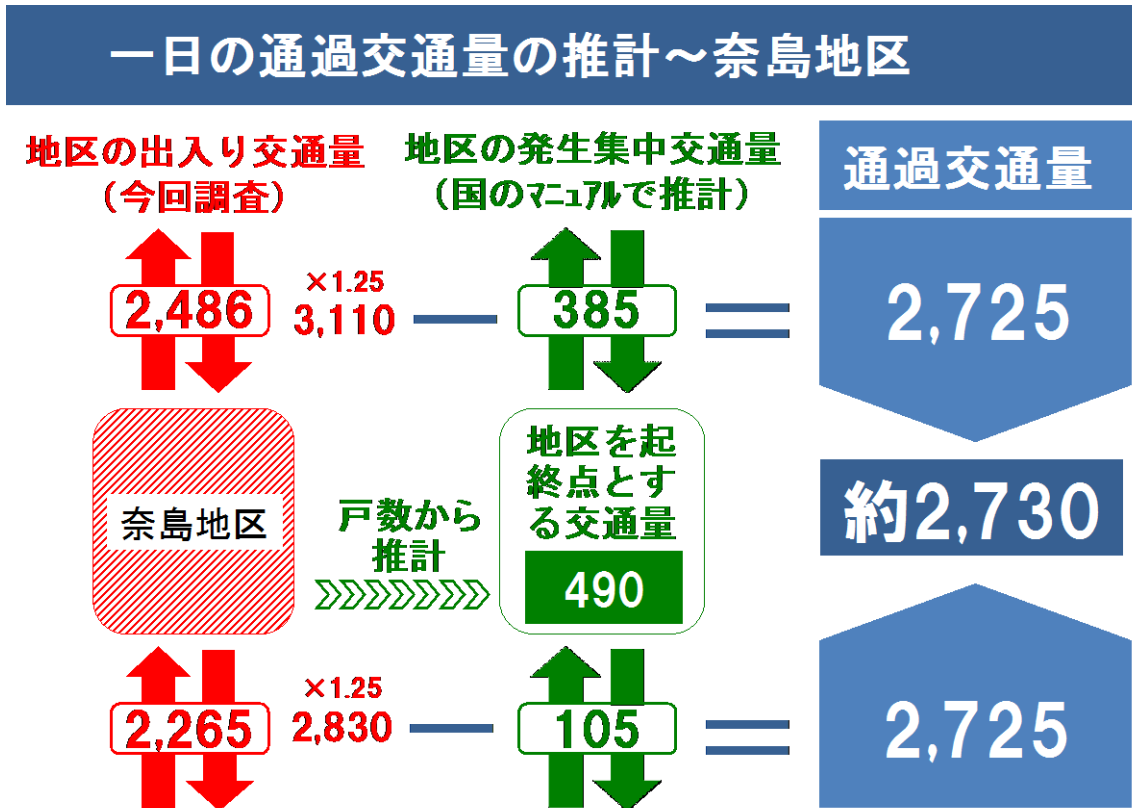 一日の通過交通量の推計～奈島地区
地区の出入り交通量
（今回調査）
地区の発生集中交通量
（国のﾏﾆｭｱﾙで推計）
通過交通量
2,486
×1.25
3,110
385
2,725
奈島地区
戸数から
推計
地区を起
終点とす
る交通量
490
約2,730
2,265
×1.25
2,830
105
2,725